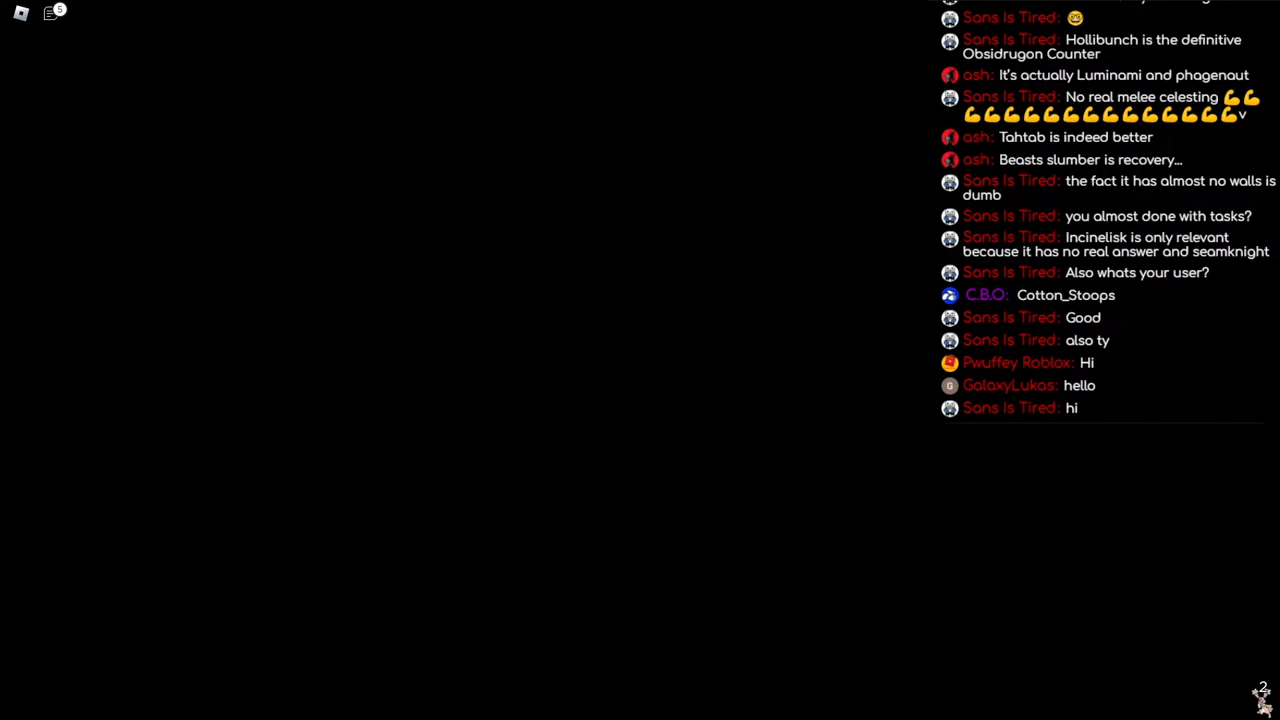 5
Sans Is Tired: 🤓
Sans Is Tired: Hollibunch is the definitive
Obsidrugon Counter
ash: It's actually Luminami and phagenaut
Sans Is Tired: No real melee celesting 💪💪
💪💪💪💪💪💪💪💪💪💪💪💪💪💪v
ash: Tahtab is indeed better
ash: Beasts slumber is recovery...
Sans Is Tired: the fact it has almost no walls is
dumb
Sans Is Tired: you almost done with tasks?
Sans Is Tired: Incinelisk is only relevant
because it has no real answer and seamknight
Sans Is Tired: Also whats your user?
C.B.O: Cotton_Stoops
Sans Is Tired: Good
Sans Is Tired: also ty
Pwuffey Roblox: Hi
G GalaxyLukas: hello
Sans Is Tired: hi
2